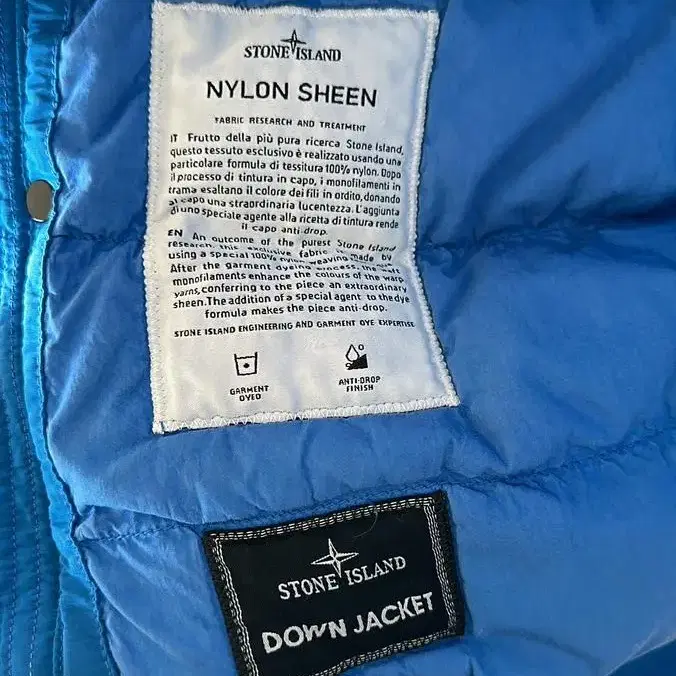 STONE ISLAND
NYLON SHEEN
FABRIC RESEARCH AND TREATMENT
IT Frutto della più pura ricerca Stone Island,
questo tessuto esclusivo è realizzato usando una
particolare formula di tessitura 100% nylon. Dopo
il processo di tintura in capo, i monofilamenti in
trama esaltano il colore dei fili in ordito, donando
al capo una straordinaria lucentezza. L'aggiunta
di uno speciale agente alla ricetta di tintura rende
il capo anti-drop.
EN An outcome of the purest Stone Island
research, this exclusive fabric is made by
using a special 100% nylon weaving formula.
After the garment dyeing process, the weft
monofilaments enhance the colours of the warp
yarns, conferring to the piece an extraordinary
sheen. The addition of a special agent to the dye
formula makes the piece anti-drop.
STONE ISLAND ENGINEERING AND GARMENT DYE EXPERTISE
GARMENT
DYED
ANTI-DROP
FINISH
STONE ISLAND
DOWN JACKET